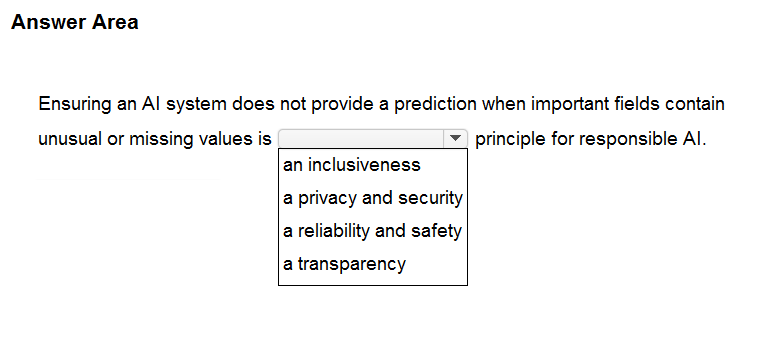 Answer Area
Ensuring an AI system does not provide a prediction when important fields contain
unusual or missing values is principle for responsible AI.
an inclusiveness
a privacy and security
a reliability and safety
a transparency